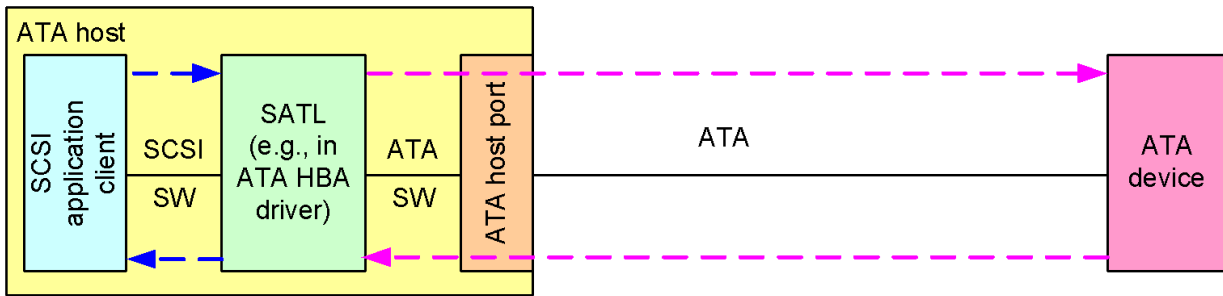 ATA host
SCSI
application
client
SCSI
SW
SATL
(e.g., in
ATA HBA
driver)
ATA
SW
ATA host port
ATA
ATA
device